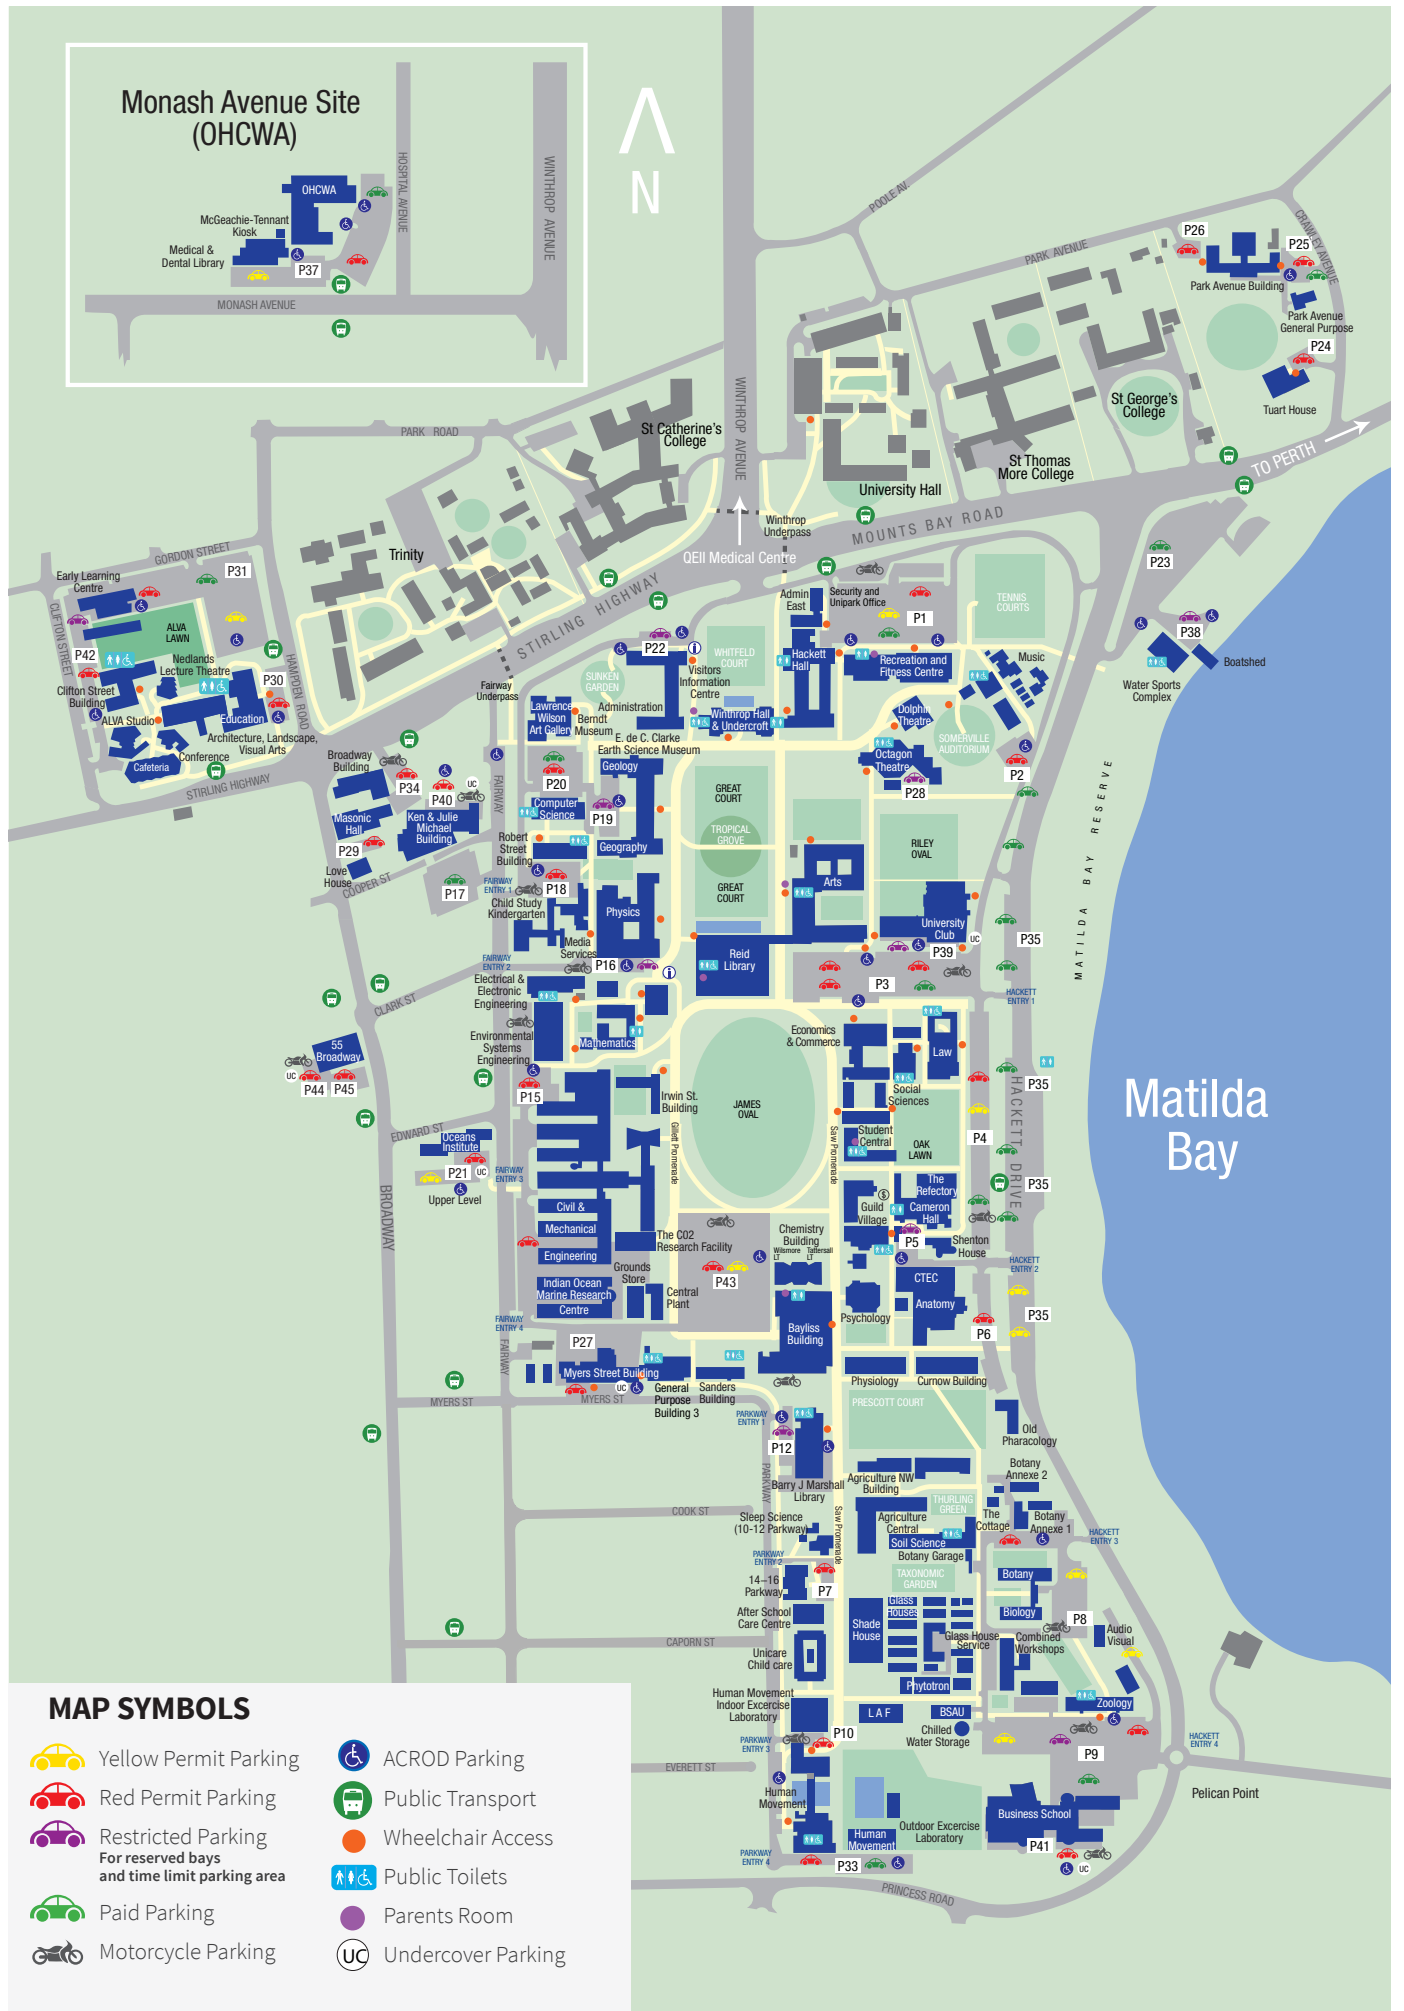 Monash Avenue Site
(OHCWA)
OHCWA
McGeachie-Tennant
Kiosk
Medical &
Dental Library
P37
HOSPITAL AVENUE
WINTHROP AVENUE
MONASH AVENUE
N
POOLE AV.
PARK AVENUE
CRAWLEY AVENUE
P26
P25
Park Avenue Building
Park Avenue
General Purpose
P24
Tuart House
St George's
College
St Thomas
More College
TO PERTH
WINTHROP AVENUE
St Catherine's
College
University Hall
PARK ROAD
Winthrop
Underpass
MOUNTS BAY ROAD
QEII Medical Centre
Trinity
STIRLING HIGHWAY
GORDON STREET
P31
Early Learning
Centre
CLIFTON STREET
ALVA
LAWN
P42
Nedlands
Lecture Theatre
Clifton Street
Building
P30
HAMPDEN ROAD
ALVA Studio
Education
Architecture, Landscape,
Visual Arts
Conference
Cafeteria
STIRLING HIGHWAY
P23
P38
Boatshed
Water Sports
Complex
TENNIS
COURTS
Admin
East
Security and
Unipark Office
P1
P22
WHITFELD
COURT
Hackett
Hall
Recreation and
Fitness Centre
Music
Visitors
Information
Centre
SUNKEN
GARDEN
Fairway
Underpass
Administration
Lawrence
Wilson
Art Gallery
Berndt
Museum
Winthrop Hall
& Undercroft
Dolphin
Theatre
SOMERVILLE
AUDITORIUM
E. de C. Clarke
Earth Science Museum
Octagon
Theatre
P28
P2
Geology
P20
Broadway
Building
P34
P40
UC
FAIRWAY
Masonic
Hall
Ken & Julie
Michael
Building
P29
Love
House
COOPER ST
P17
Computer
Science
P19
Robert
Street
Building
Geography
FAIRWAY
ENTRY 1
P18
Child Study
Kindergarten
Physics
Media
Services
GREAT
COURT
TROPICAL
GROVE
GREAT
COURT
RILEY
OVAL
Arts
University
Club
UC
P35
P39
MATILDA BAY RESERVE
FAIRWAY
ENTRY 2
P16
Reid
Library
P3
HACKETT
ENTRY 1
Electrical &
Electronic
Engineering
CLARK ST
Environmental
Systems
Engineering
Mathematics
Economics
& Commerce
Law
55
Broadway
UC
P44
P45
P15
Irwin St.
Building
JAMES
OVAL
Social
Sciences
P35
HACKETT DRIVE
Matilda
Bay
Gillett Promenade
Saw Promenade
Student
Central
OAK
LAWN
P4
EDWARD ST
Oceans
Institute
P21
UC
Upper Level
FAIRWAY
ENTRY 3
The
Refectory
P35
Guild
Village
Cameron
Hall
BROADWAY
Civil &
Mechanical
Engineering
The C02
Research Facility
Chemistry
Building
Wilsmore
LT
Tattersall
LT
P5
Shenton
House
HACKETT
ENTRY 2
Grounds
Store
P43
Indian Ocean
Marine Research
Centre
Central
Plant
CTEC
Anatomy
Psychology
P35
P6
FAIRWAY
ENTRY 4
P27
FAIRWAY
Bayliss
Building
Myers Street Building
UC
General
Purpose
Building 3
Sanders
Building
Physiology
Curnow Building
MYERS ST
MYERS ST
PARKWAY
ENTRY 1
PRESCOTT COURT
P12
Old
Pharacology
PARKWAY
Barry J Marshall
Library
Agriculture NW
Building
Botany
Annexe 2
THURLING
GREEN
COOK ST
Sleep Science
(10-12 Parkway)
Saw Promenade
Agriculture
Central
The
Cottage
Botany
Annexe 1
Soil Science
HACKETT
ENTRY 3
PARKWAY
ENTRY 2
Botany Garage
14–16
Parkway
P7
TAXONOMIC
GARDEN
Botany
After School
Care Centre
Glass
Houses
Biology
P8
Shade
House
Audio
Visual
CAPORN ST
Glass House
Service
Combined
Workshops
Unicare
Child care
Phytotron
Human Movement
Indoor Excercise
Laboratory
Zoology
L A F
BSAU
P10
Chilled
Water Storage
PARKWAY
ENTRY 3
HACKETT
ENTRY 4
P9
EVERETT ST
Pelican Point
Human
Movement
Business School
Outdoor Excercise
Laboratory
Human
Movement
P41
PARKWAY
ENTRY 4
P33
UC
PRINCESS ROAD
MAP SYMBOLS
Yellow Permit Parking
Red Permit Parking
Restricted Parking
For reserved bays
and time limit parking area
Paid Parking
Motorcycle Parking
ACROD Parking
Public Transport
Wheelchair Access
Public Toilets
Parents Room
UC Undercover Parking